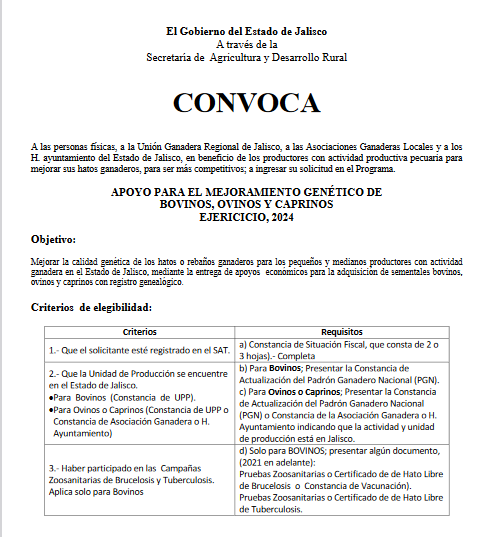 El Gobierno del Estado de Jalisco
A través de la
Secretaría de Agricultura y Desarrollo Rural
CONVOCA
A las personas físicas, a la Unión Ganadera Regional de Jalisco, a las Asociaciones Ganaderas Locales y a los
H. ayuntamiento del Estado de Jalisco, en beneficio de los productores con actividad productiva pecuaria para
mejorar sus hatos ganaderos, para ser más competitivos; a ingresar su solicitud en el Programa.
APOYO PARA EL MEJORAMIENTO GENÉTICO DE
BOVINOS, OVINOS Y CAPRINOS
EJERICICIO, 2024
Objetivo:
Mejorar la calidad genética de los hatos o rebaños ganaderos para los pequeños y medianos productores con actividad
ganadera en el Estado de Jalisco, mediante la entrega de apoyos económicos para la adquisición de sementales bovinos,
ovinos y caprinos con registro genealógico.
Criterios de elegibilidad:
Criterios
Requisitos
1.- Que el solicitante esté registrado en el SAT.
a) Constancia de Situación Fiscal, que consta de 2 o
3 hojas).- Completa
2.- Que la Unidad de Producción se encuentre
en el Estado de Jalisco.
•Para Bovinos (Constancia de UPP).
•Para Ovinos o Caprinos (Constancia de UPP o
Constancia de Asociación Ganadera o H.
Ayuntamiento)
b) Para Bovinos; Presentar la Constancia de
Actualización del Padrón Ganadero Nacional (PGN).
c) Para Ovinos o Caprinos; Presentar la Constancia
de Actualización del Padrón Ganadero Nacional
(PGN) o Constancia de la Asociación Ganadera o H.
Ayuntamiento indicando que la actividad y unidad
de producción está en Jalisco.
3.- Haber participado en las Campañas
Zoosanitarias de Brucelosis y Tuberculosis.
Aplica solo para Bovinos
d) Solo para BOVINOS; presentar algún documento,
(2021 en adelante):
Pruebas Zoosanitarias o Certificado de de Hato Libre
de Brucelosis o Constancia de Vacunación).
Pruebas Zoosanitarias o Certificado de de Hato Libre
de Tuberculosis.